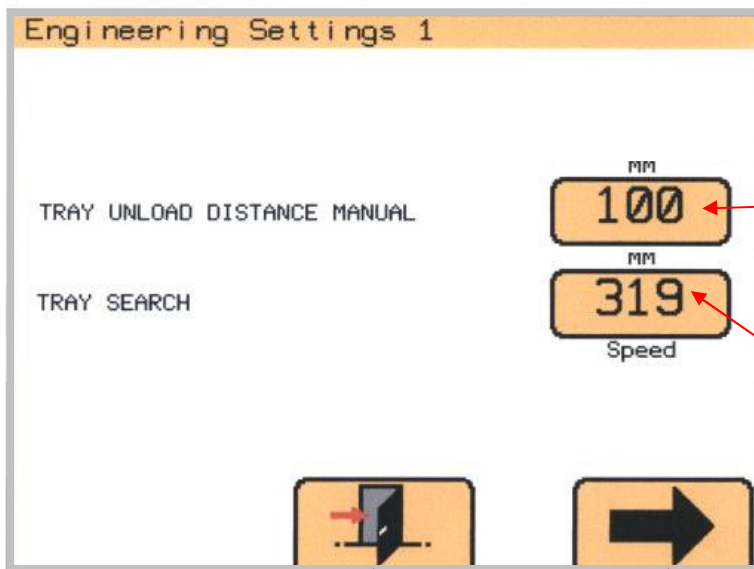 Engineering Settings 1
MM
TRAY UNLOAD DISTANCE MANUAL 100
MM
TRAY SEARCH 319
Speed